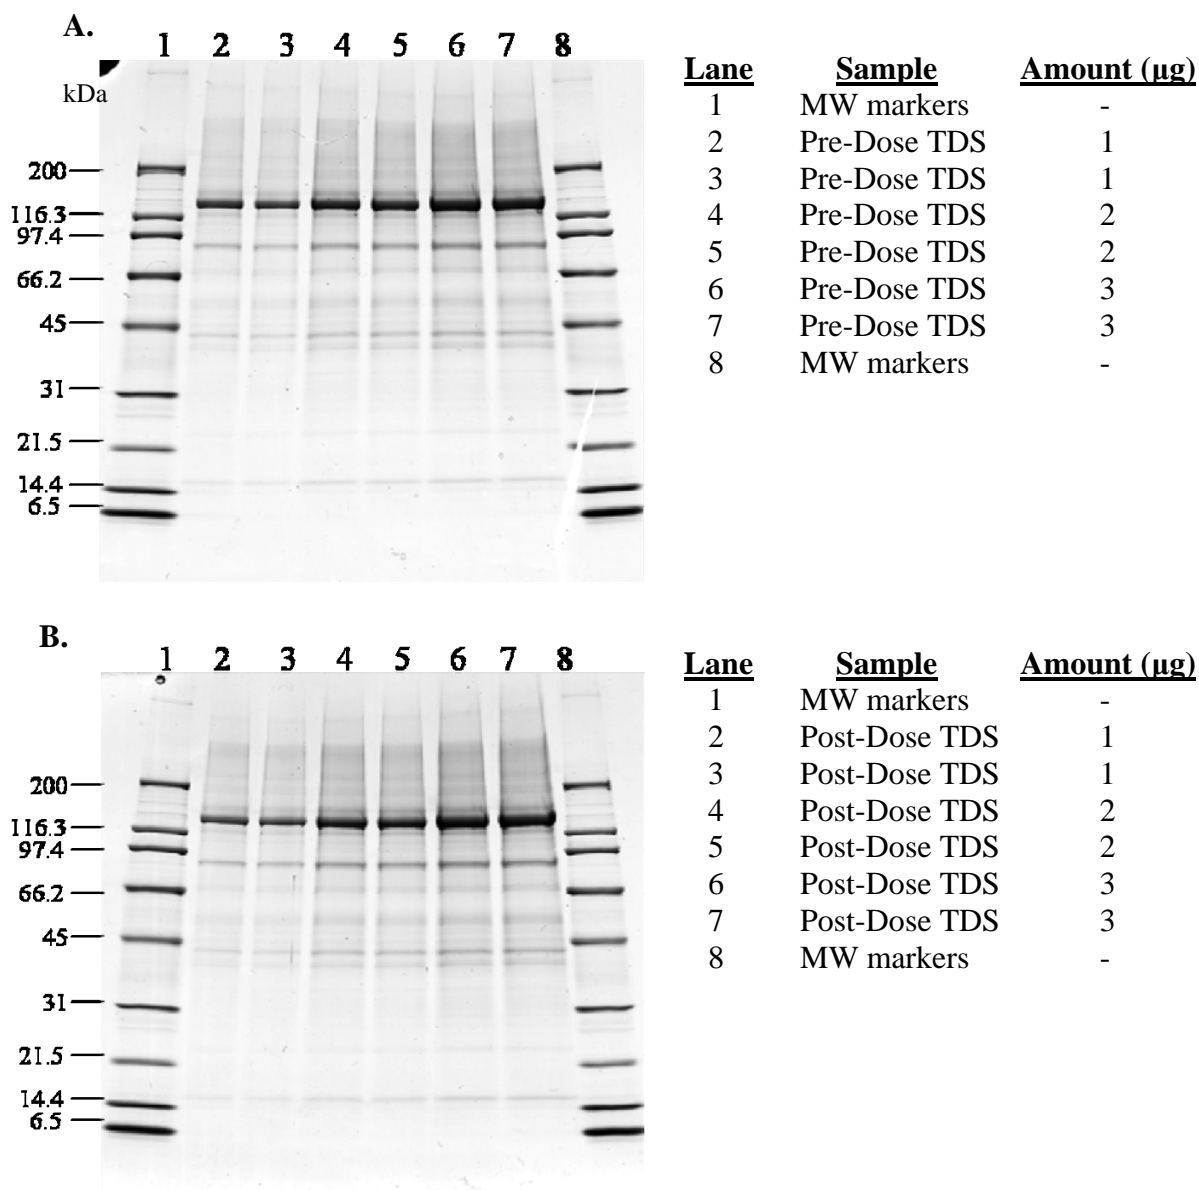 A.
1 2 3 4 5 6 7 8
kDa
200
116.3
97.4
66.2
45
31
21.5
14.4
6.5
Lane Sample Amount (µg)
1 MW markers -
2 Pre-Dose TDS 1
3 Pre-Dose TDS 1
4 Pre-Dose TDS 2
5 Pre-Dose TDS 2
6 Pre-Dose TDS 3
7 Pre-Dose TDS 3
8 MW markers -
B.
1 2 3 4 5 6 7 8
200
116.3
97.4
66.2
45
31
21.5
14.4
6.5
Lane Sample Amount (µg)
1 MW markers -
2 Post-Dose TDS 1
3 Post-Dose TDS 1
4 Post-Dose TDS 2
5 Post-Dose TDS 2
6 Post-Dose TDS 3
7 Post-Dose TDS 3
8 MW markers -